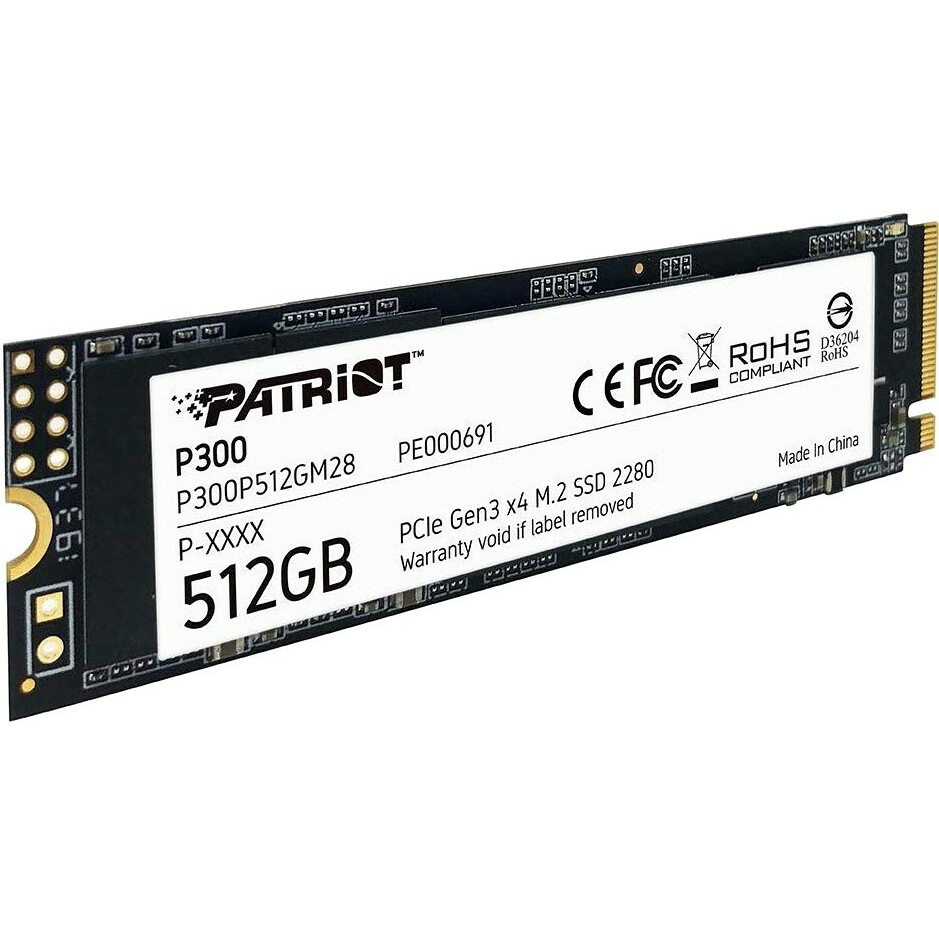 PATRIOT™
P300
P300P512GM28
PE000691
P-XXXX
512GB
CE FC RoHS
COMPLIANT
D36204
RoHS
PCIe Gen3 x4 M.2 SSD 2280
Warranty void if label removed
Made In China